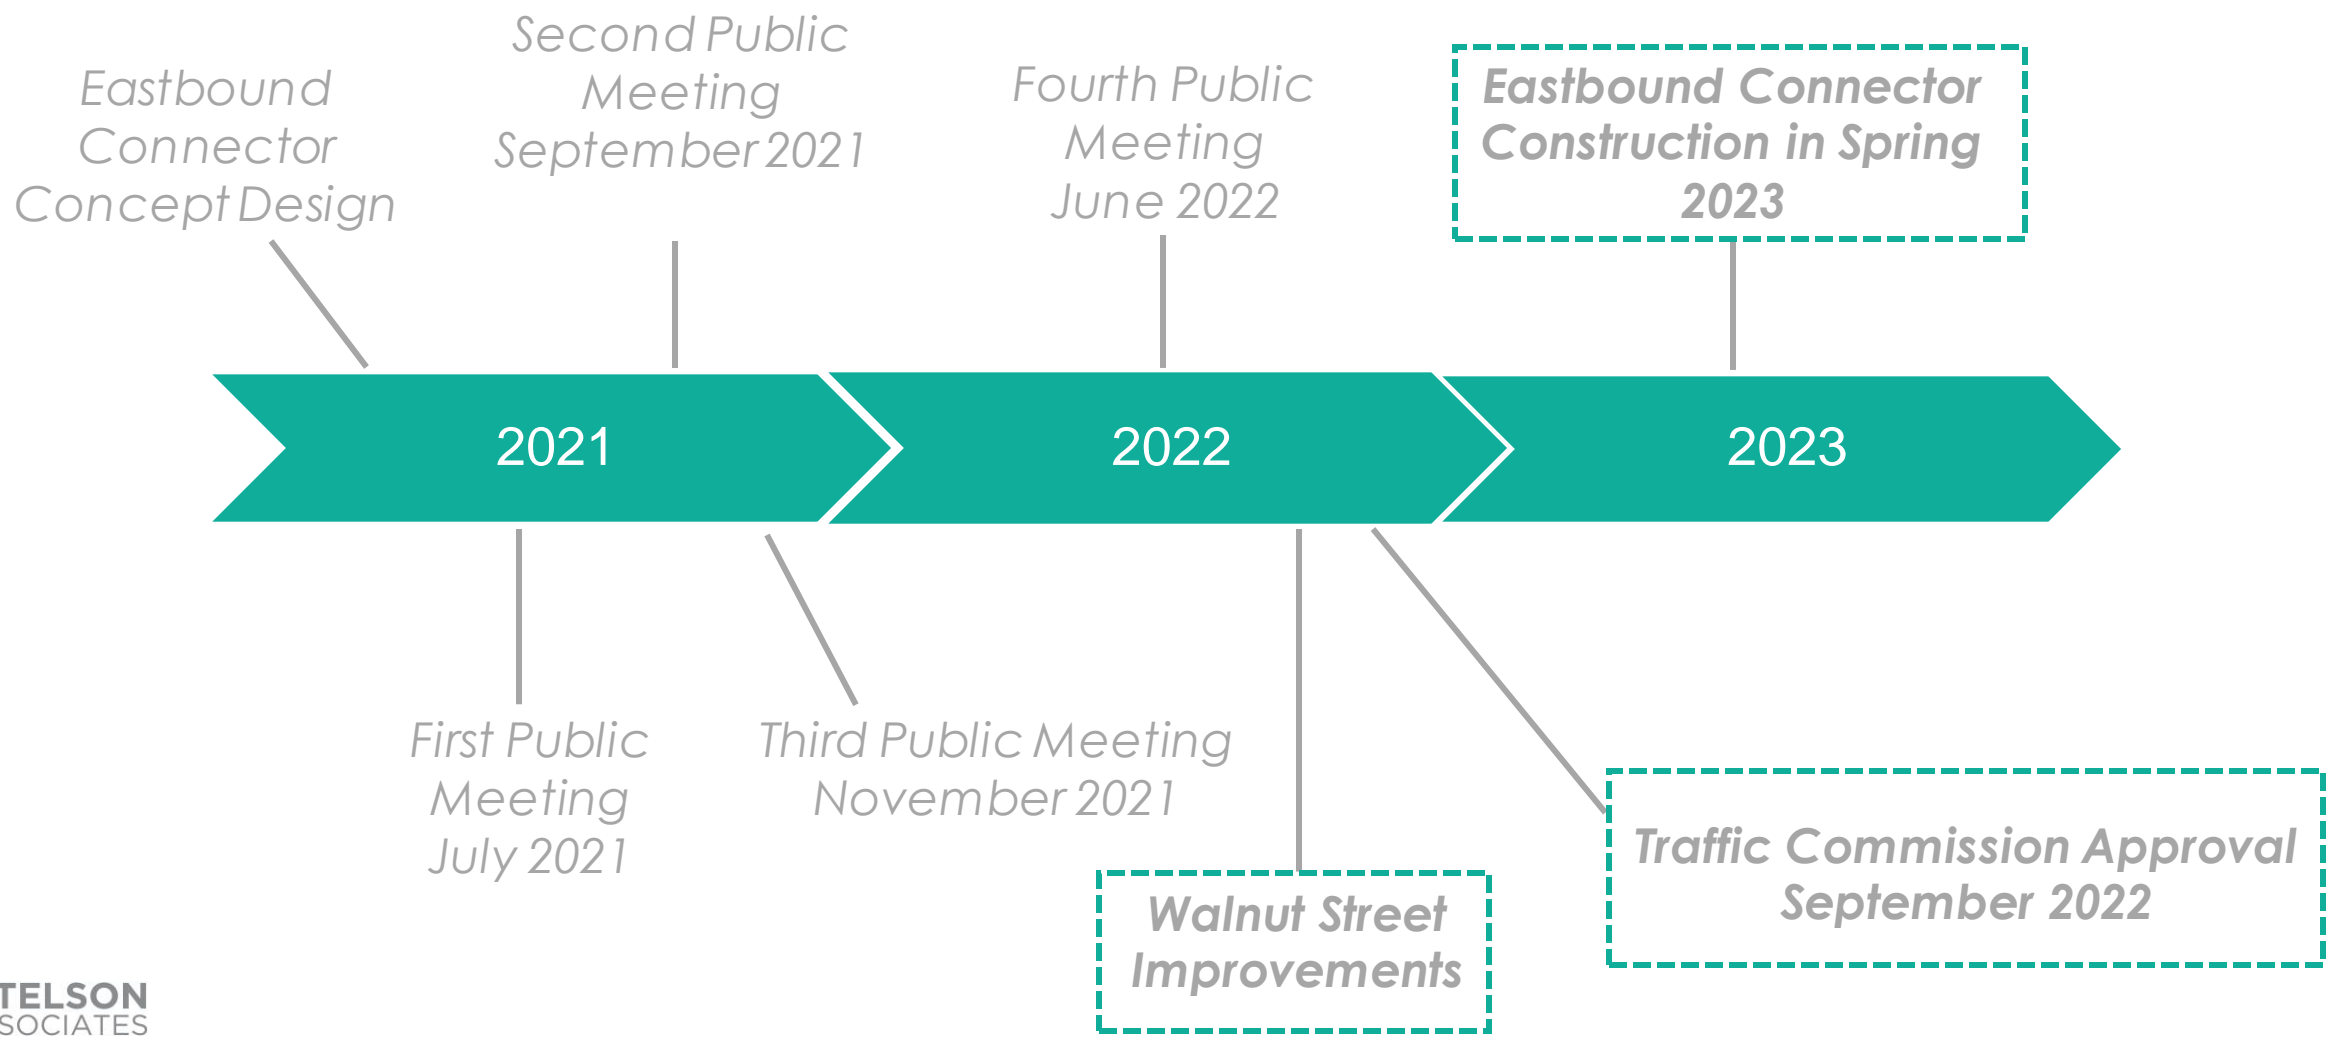 Eastbound
Connector
Concept Design
Second Public
Meeting
September 2021
Fourth Public
Meeting
June 2022
Eastbound Connector
Construction in Spring
2023
2021
2022
2023
First Public
Meeting
July 2021
Third Public Meeting
November 2021
Walnut Street
Improvements
Traffic Commission Approval
September 2022
TELSON
SOCIATES